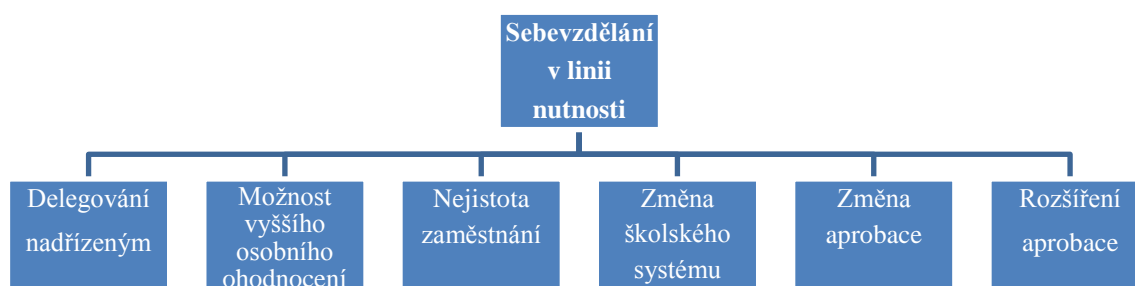 Sebevzdělání
v linii
nutnosti
Delegování
nadřízeným
Možnost
vyššího
osobního
ohodnocení
Nejistota
zaměstnání
Změna
školského
systému
Změna
aprobace
Rozšíření
aprobace